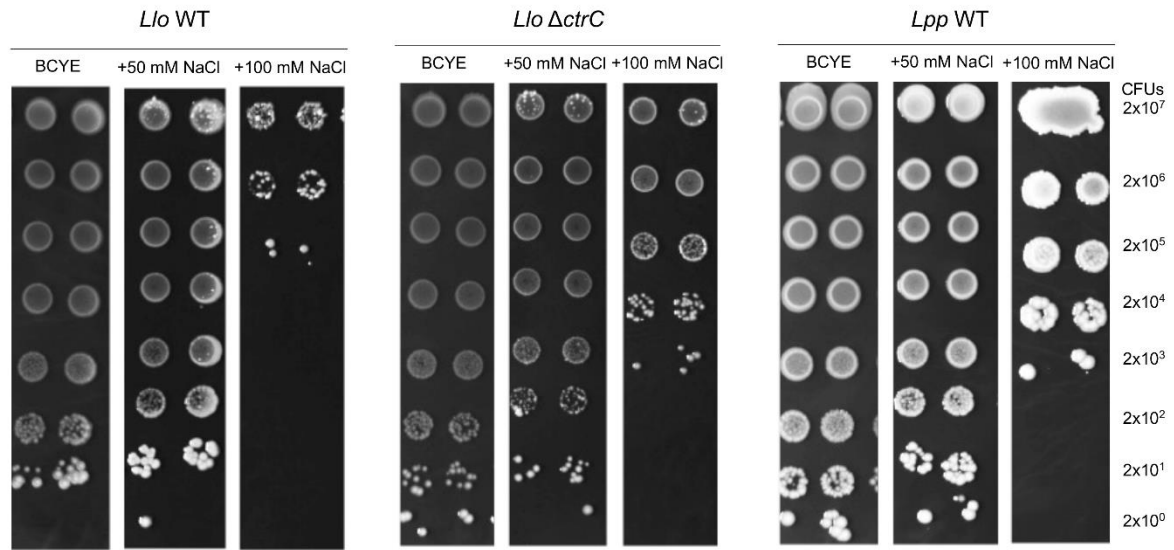 Llo WT
BCYE
+50 mM NaCl
+100 mM NaCl
Llo ΔctrC
BCYE
+50 mM NaCl
+100 mM NaCl
Lpp WT
BCYE
+50 mM NaCl
+100 mM NaCl
CFUs
2x10⁷
2x10⁶
2x10⁵
2x10⁴
2x10³
2x10²
2x10¹
2x10⁰